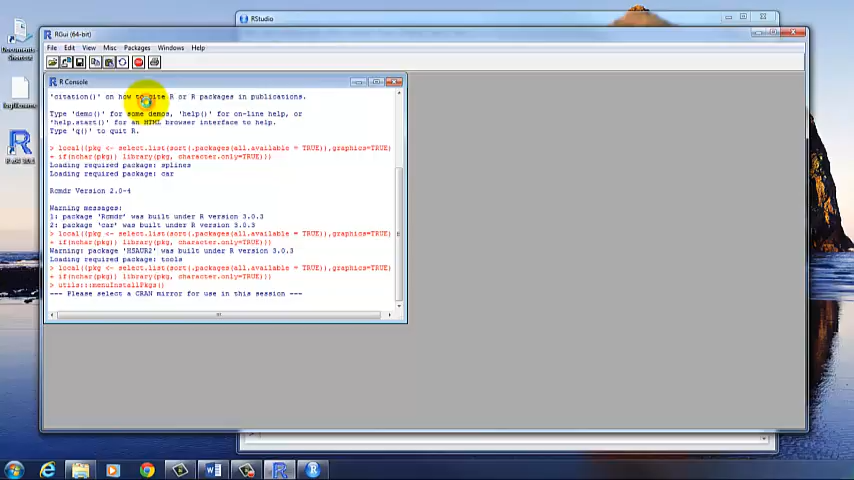 RStudio
RGui (64-bit)
File Edit View Misc Packages Windows Help
R Console
'citation()' on how to cite R or R packages in publications.
Type 'demo()' for some demos, 'help()' for on-line help, or
'help.start()' for an HTML browser interface to help.
Type 'q()' to quit R.
> local({pkg <- select.list(sort(.packages(all.available = TRUE)),graphics=TRUE)
+ if(nchar(pkg)) library(pkg, character.only=TRUE)})
Loading required package: splines
Loading required package: car
Rcmdr Version 2.0-4
Warning messages:
1: package 'Rcmdr' was built under R version 3.0.3
2: package 'car' was built under R version 3.0.3
> local({pkg <- select.list(sort(.packages(all.available = TRUE)),graphics=TRUE)
+ if(nchar(pkg)) library(pkg, character.only=TRUE)})
Warning: package 'HSAUR2' was built under R version 3.0.3
Loading required package: tools
> local({pkg <- select.list(sort(.packages(all.available = TRUE)),graphics=TRUE)
+ if(nchar(pkg)) library(pkg, character.only=TRUE)})
> utils:::menuInstallPkgs()
--- Please select a CRAN mirror for use in this session ---
Documents
Shortcut